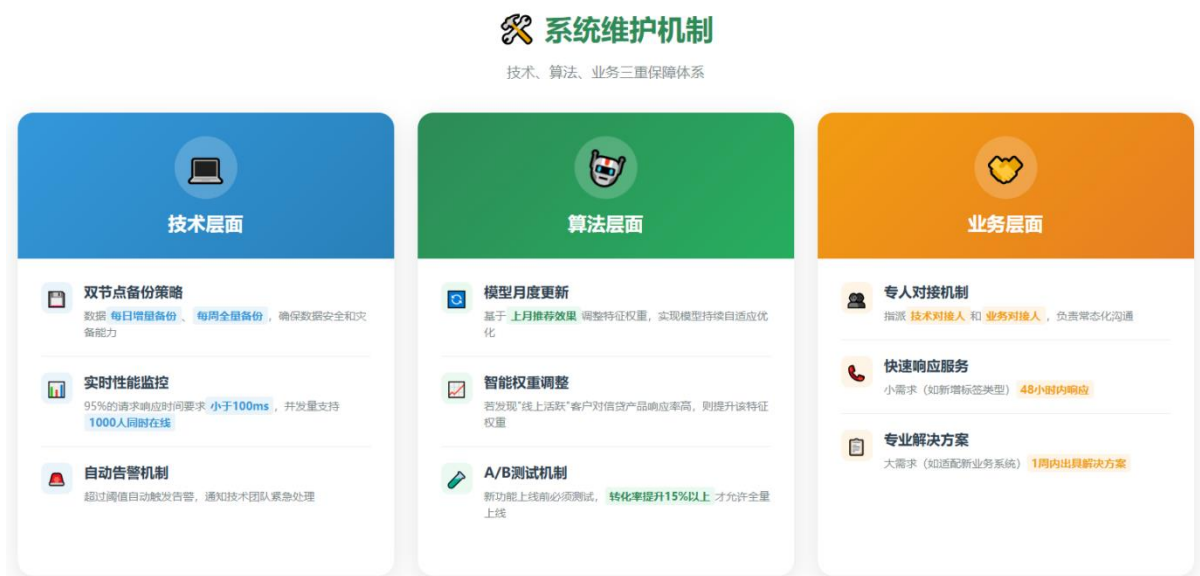 系统维护机制
技术、算法、业务三重保障体系
技术层面
双节点备份策略
数据 每日增量备份 、 每周全量备份 ，确保数据安全和灾
备能力
实时性能监控
95%的请求响应时间要求 小于100ms ，并发量支持
1000人同时在线
自动告警机制
超过阈值自动触发告警，通知技术团队紧急处理
算法层面
模型月度更新
基于 上月推荐效果 调整特征权重，实现模型持续自适应优
化
智能权重调整
若发现"线上活跃"客户对信贷产品响应率高，则提升该特征
权重
A/B测试机制
新功能上线前必须测试， 转化率提升15%以上 才允许全量
上线
业务层面
专人对接机制
指派 技术对接人 和 业务对接人 ，负责常态化沟通
快速响应服务
小需求（如新增标签类型） 48小时内响应
专业解决方案
大需求（如适配新业务系统） 1周内出具解决方案